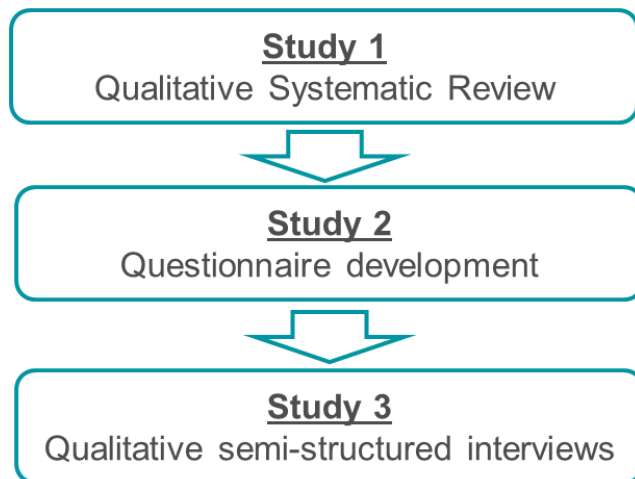 Study 1
Qualitative Systematic Review
Study 2
Questionnaire development
Study 3
Qualitative semi-structured interviews